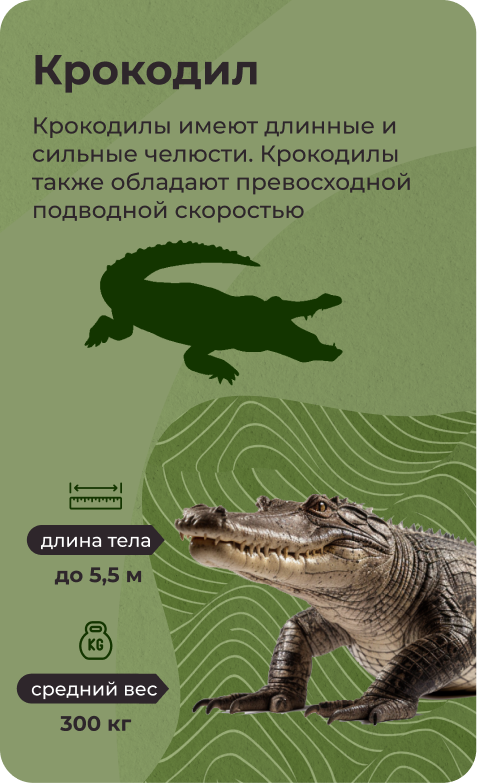 Крокодил
Крокодилы имеют длинные и
сильные челюсти. Крокодилы
также обладают превосходной
подводной скоростью
длина тела
до 5,5 м
KG
средний вес
300 кг